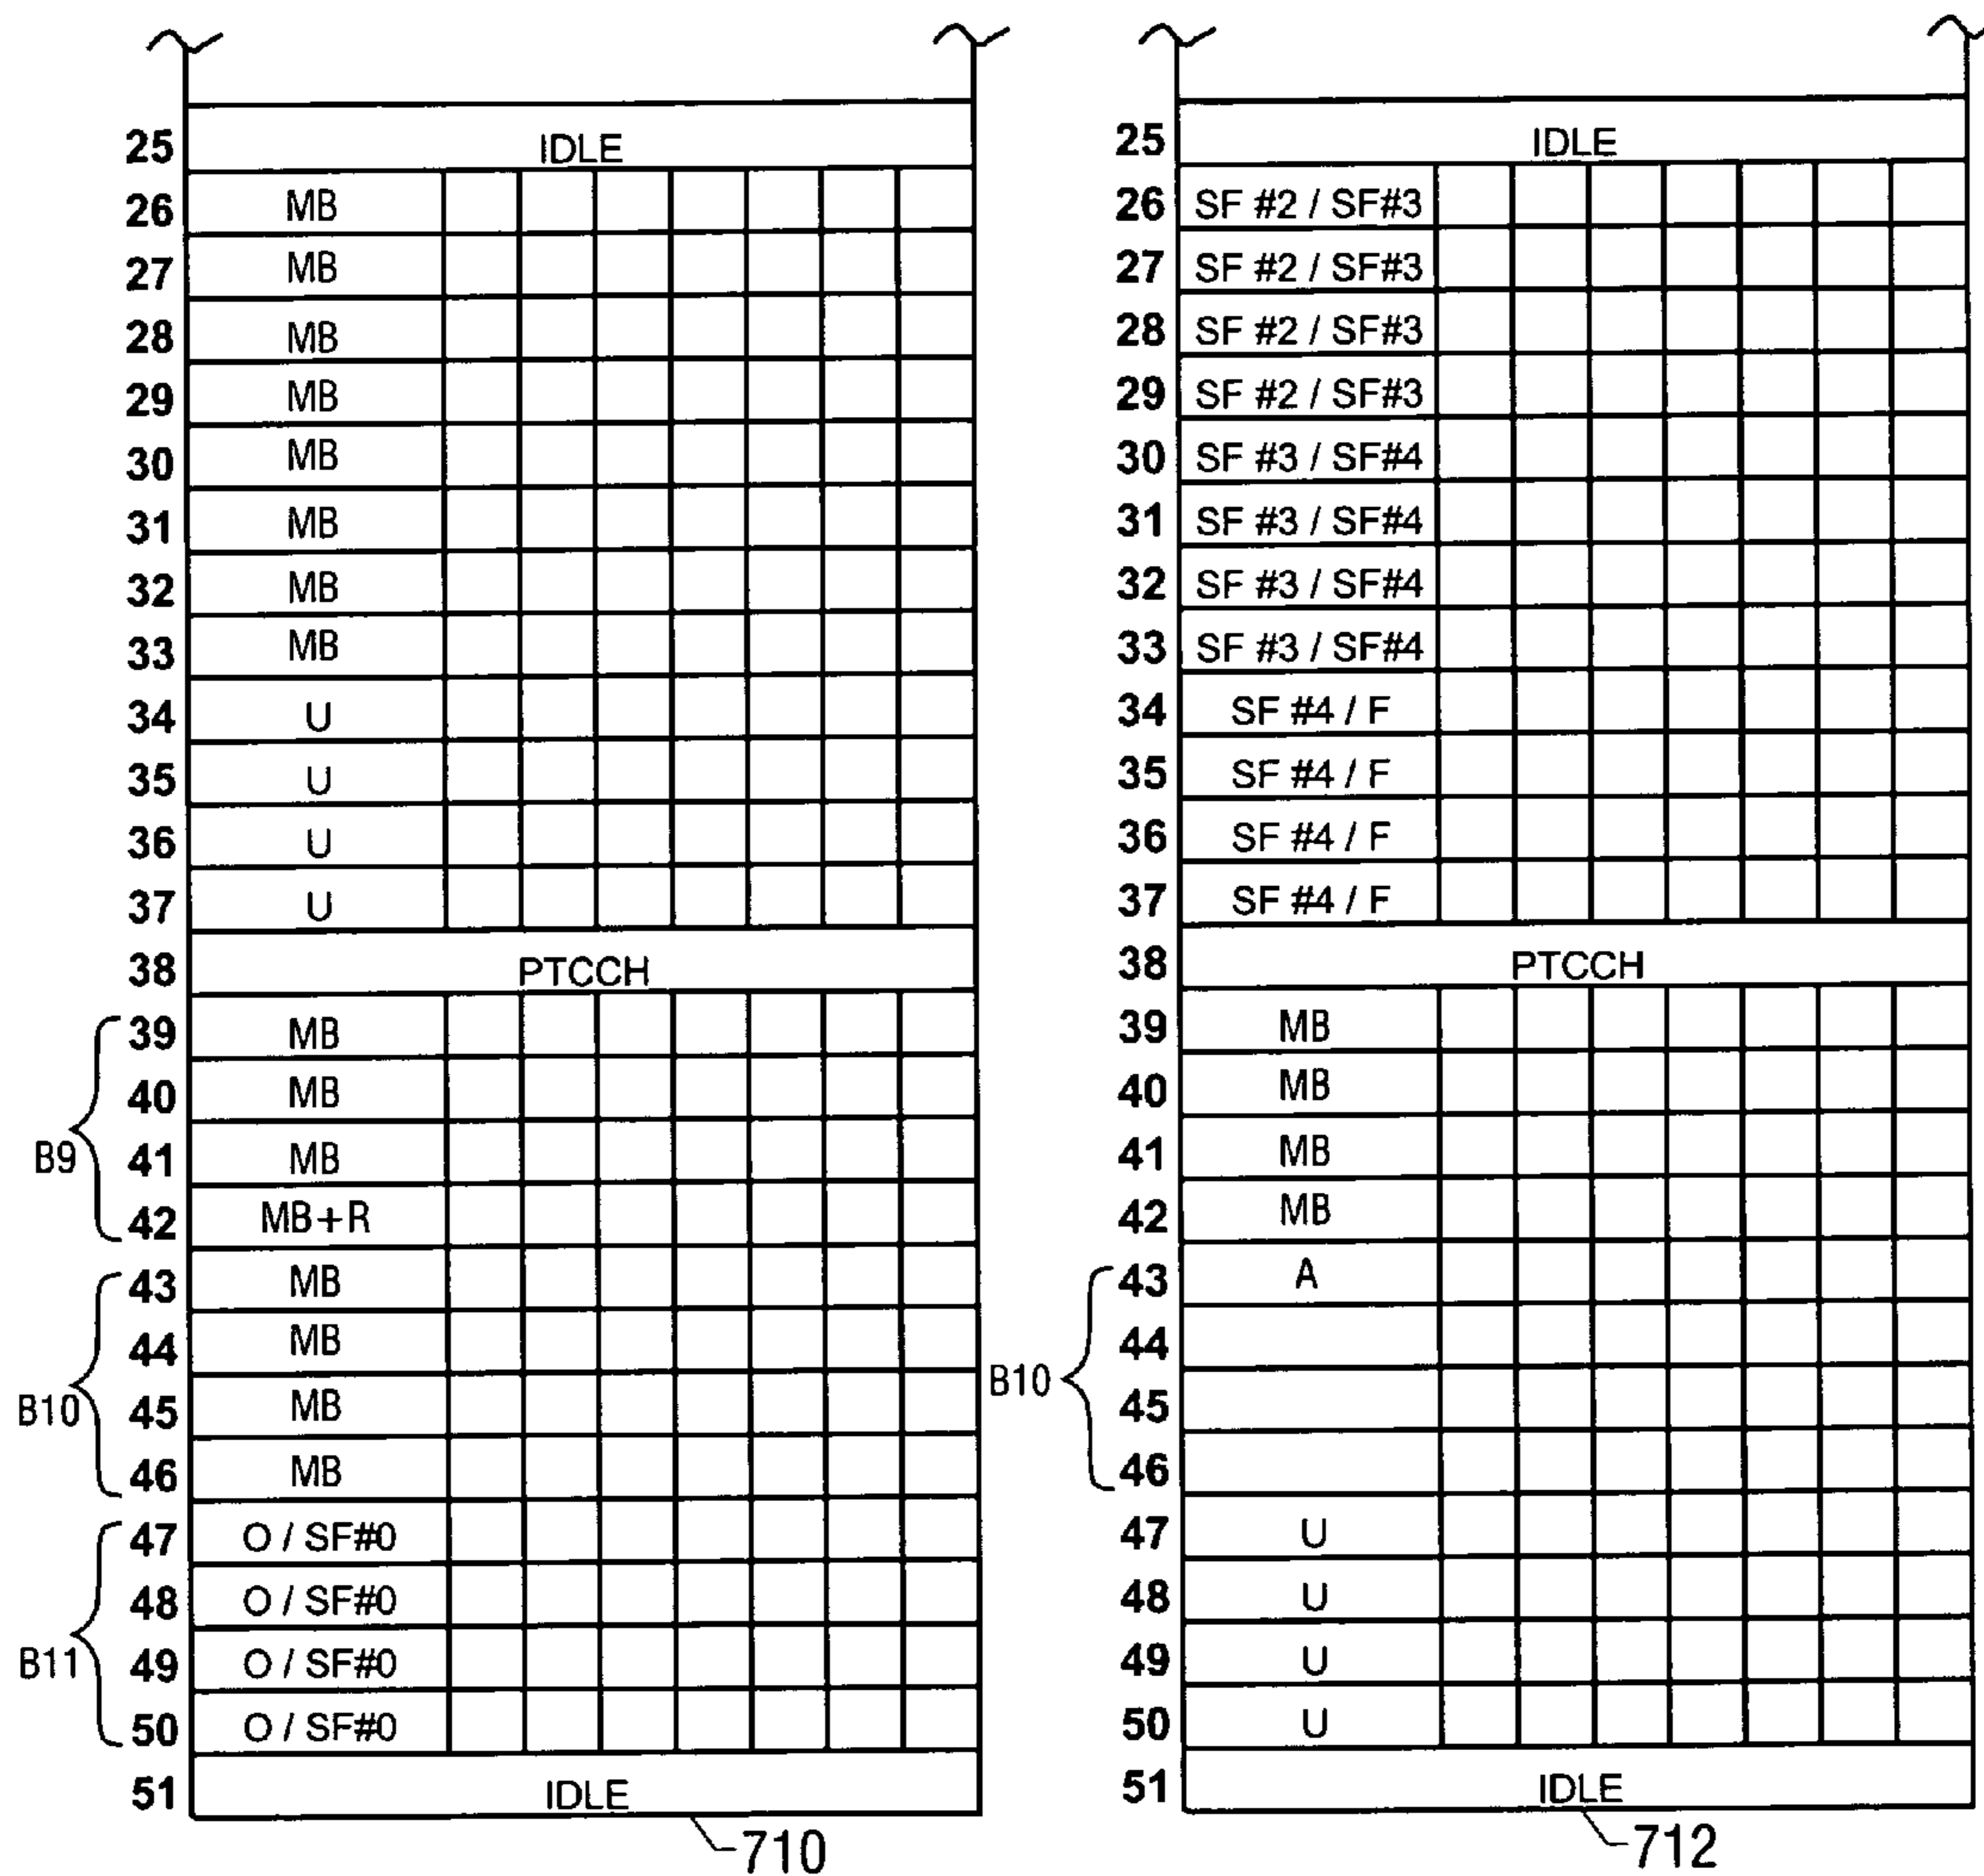 25 IDLE
26 MB
27 MB
28 MB
29 MB
30 MB
31 MB
32 MB
33 MB
34 U
35 U
36 U
37 U
38 PTCCH
B9
39 MB
40 MB
41 MB
42 MB+R
B10
43 MB
44 MB
45 MB
46 MB
B11
47 O / SF#0
48 O / SF#0
49 O / SF#0
50 O / SF#0
51 IDLE
710
25 IDLE
26 SF #2 / SF#3
27 SF #2 / SF#3
28 SF #2 / SF#3
29 SF #2 / SF#3
30 SF #3 / SF#4
31 SF #3 / SF#4
32 SF #3 / SF#4
33 SF #3 / SF#4
34 SF #4 / F
35 SF #4 / F
36 SF #4 / F
37 SF #4 / F
38 PTCCH
39 MB
40 MB
41 MB
42 MB
B10
43 A
44
45
46
47 U
48 U
49 U
50 U
51 IDLE
712